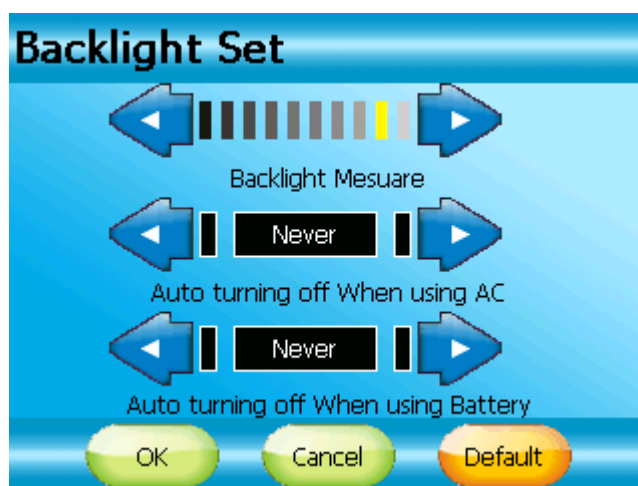 Backlight Set
Backlight Mesuare
Never
Auto turning off When using AC
Never
Auto turning off When using Battery
OK Cancel Default